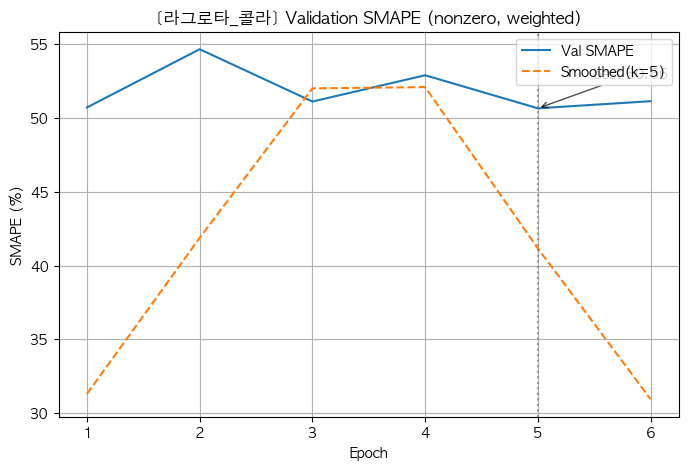 [라그로타_콜라] Validation SMAPE (nonzero, weighted)
Val SMAPE
Smoothed(k=5)
SMAPE (%)
55
50
45
40
35
30
1 2 3 4 5 6
Epoch